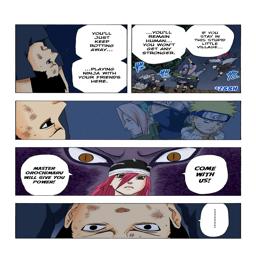 IF YOU
STAY IN
THIS STUPID
LITTLE
VILLAGE...
...YOU'LL
REMAIN
HUMAN...
YOU WON'T
GET ANY
STRONGER.
YOU'LL
JUST
KEEP
ROTTING
AWAY...
...PLAYING
NINJA WITH
YOUR FRIENDS
HERE.
COME
WITH
US!
MASTER
OROCHIMARU
WILL GIVE YOU
POWER!